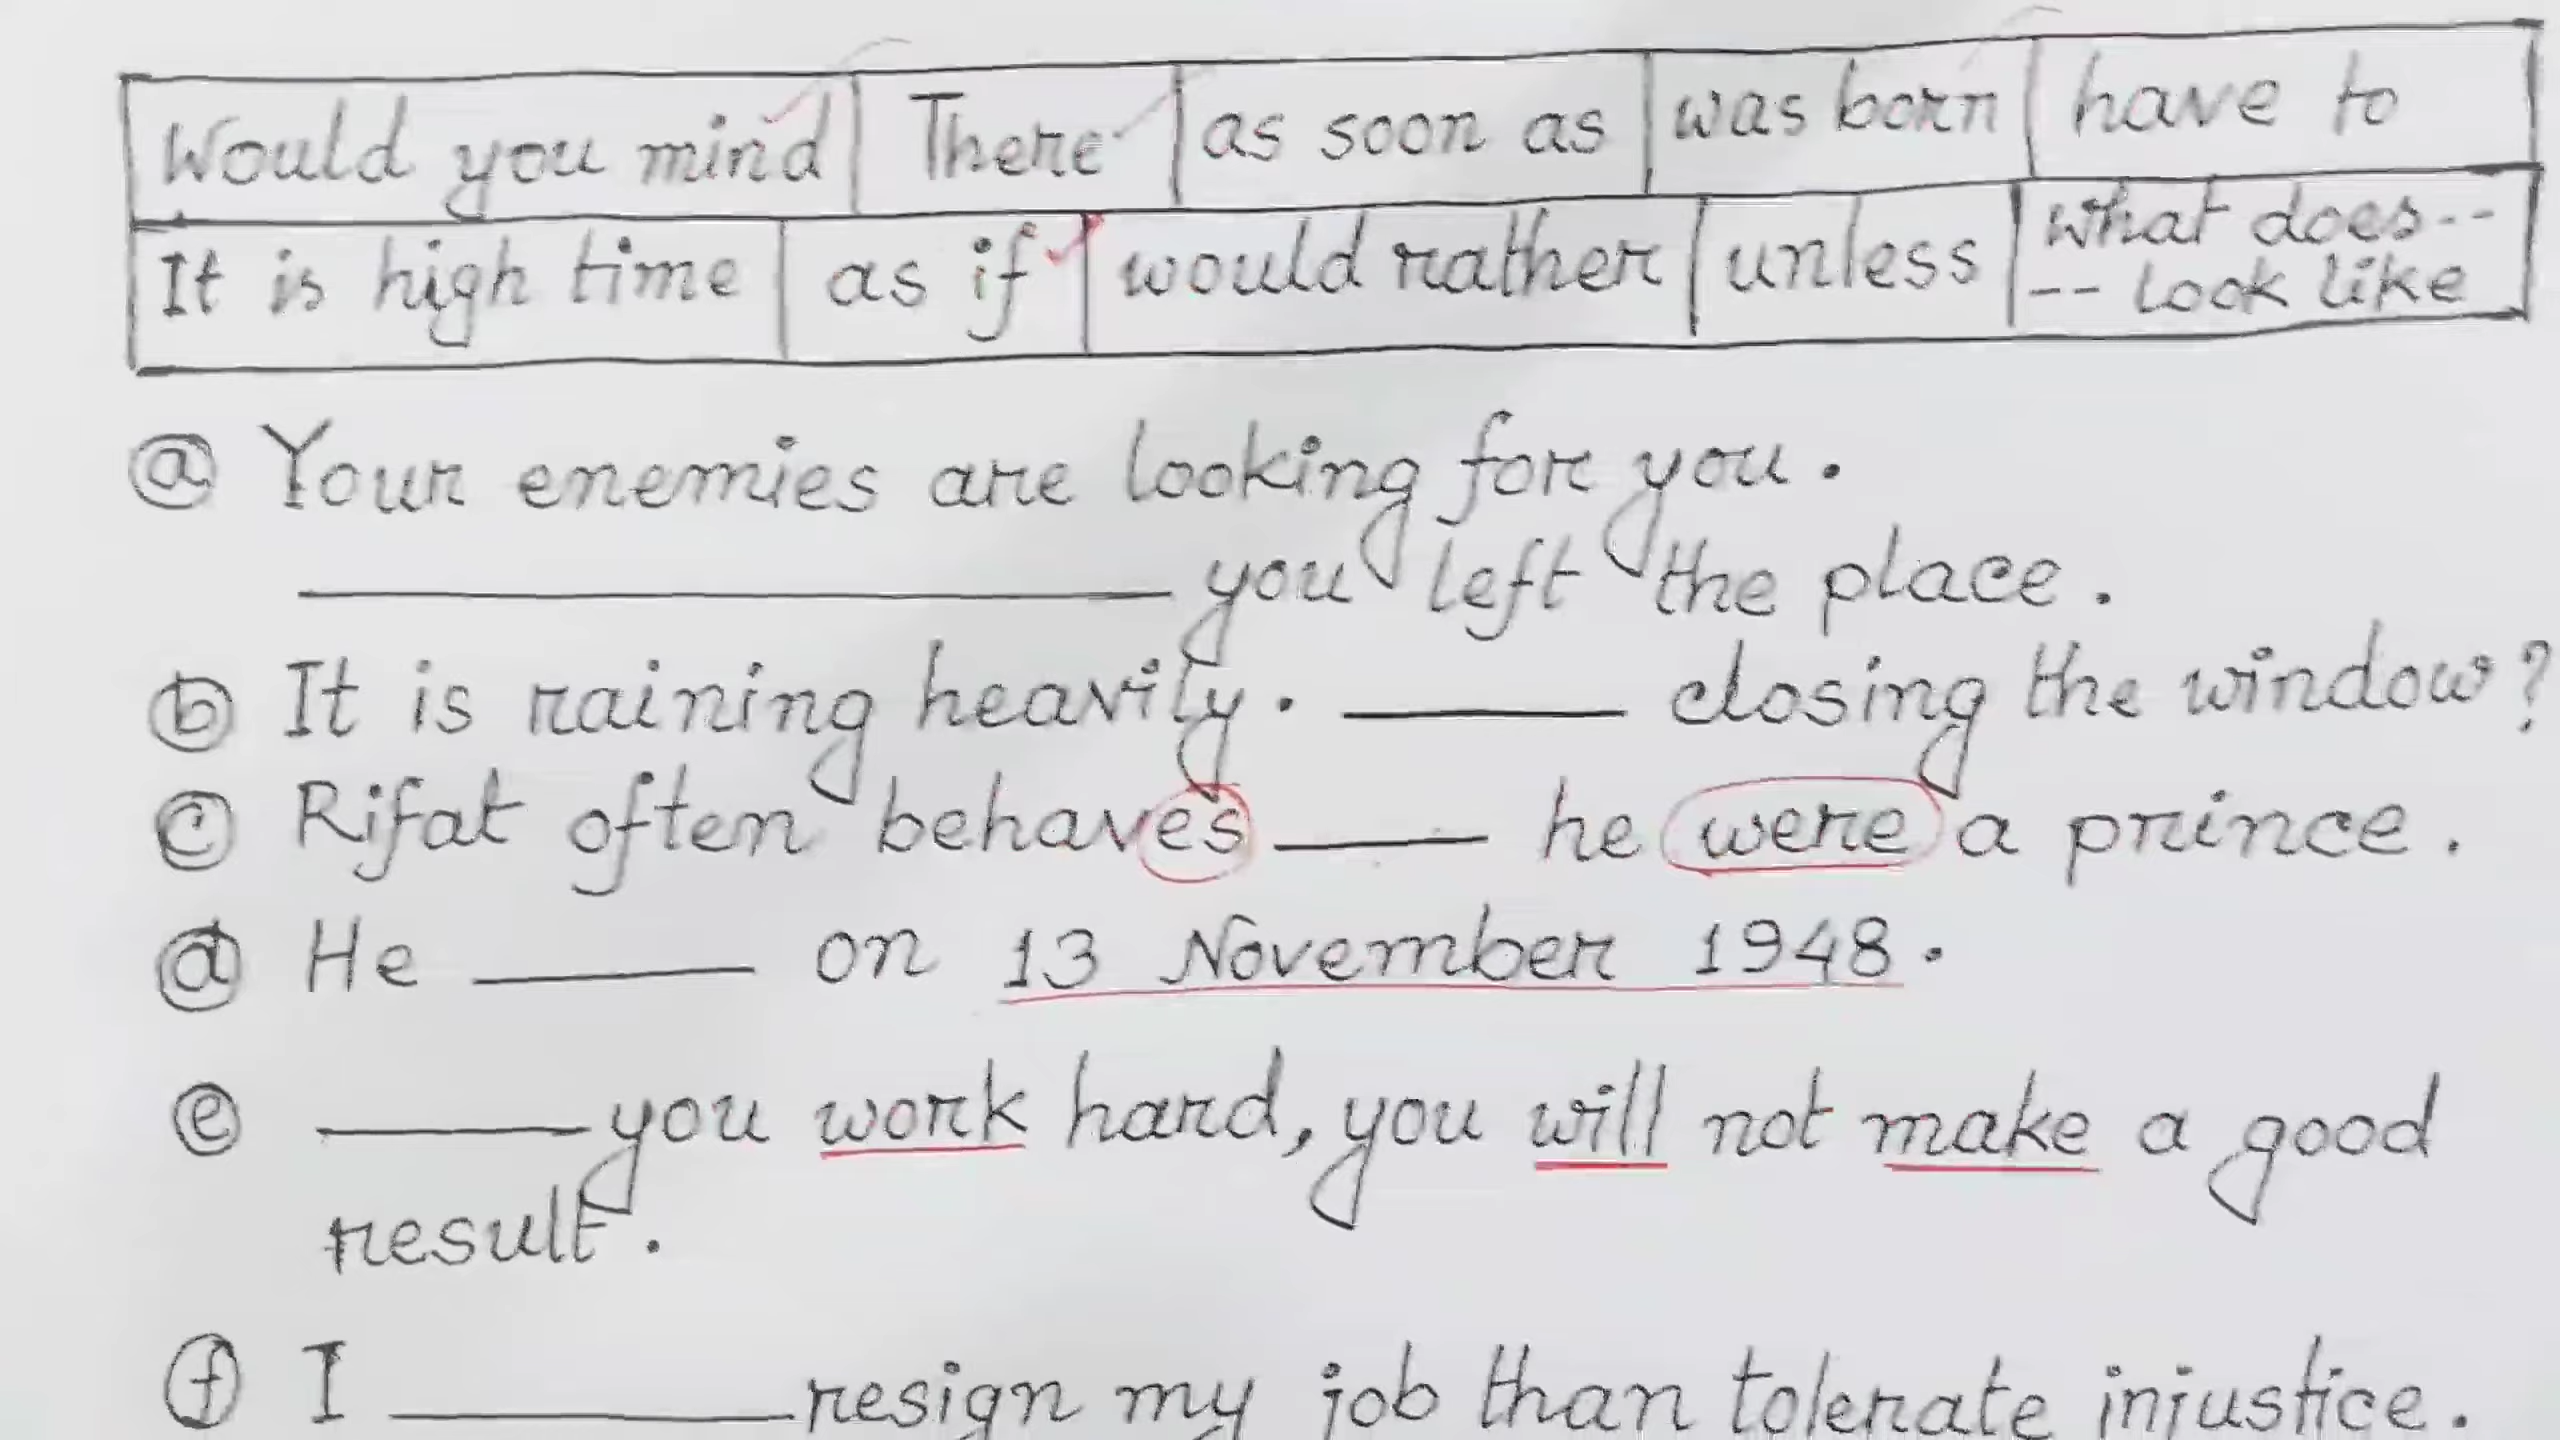 Would you mind There as soon as was born have to
It is high time as if would rather unless what does--
-- look like
ⓐ Your enemies are looking for you.
__________ you left the place.
ⓑ It is raining heavily. ______ closing the window?
ⓒ Rifat often behaves ____ he were a prince.
ⓓ He ______ on 13 November 1948.
ⓔ ______ you work hard, you will not make a good
result.
ⓕ I ________ resign my job than tolerate injustice.